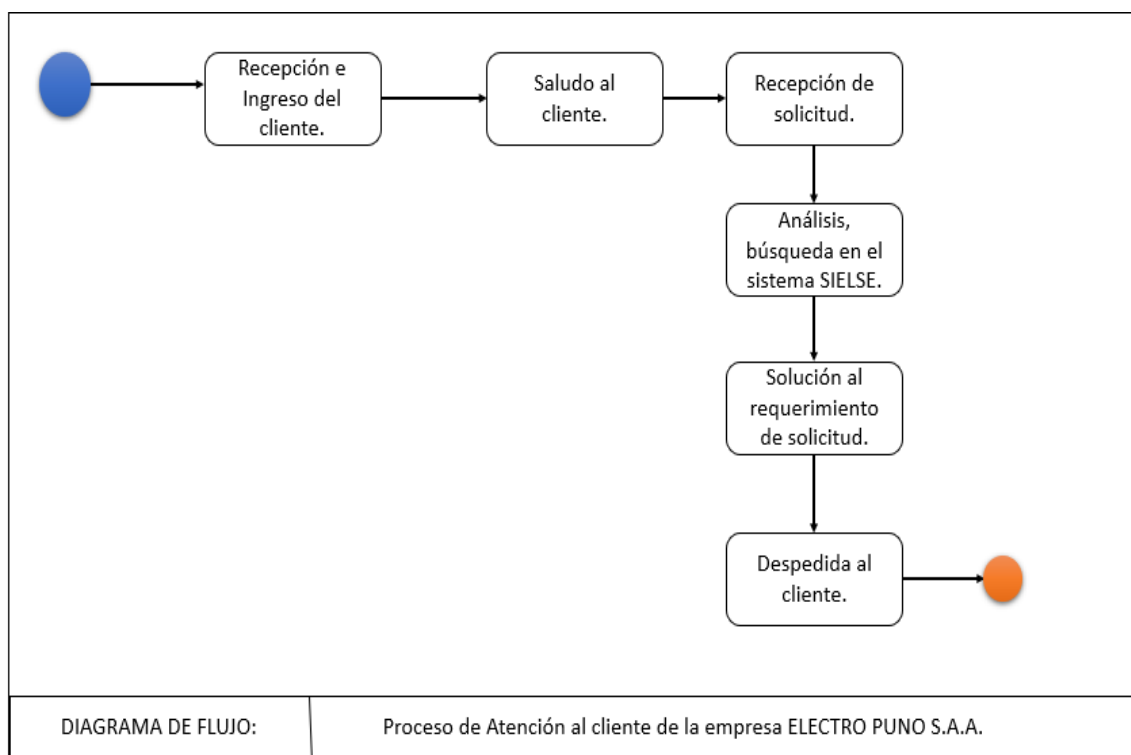 Recepción e
Ingreso del
cliente.
Saludo al
cliente.
Recepción de
solicitud.
Análisis,
búsqueda en el
sistema SIELSE.
Solución al
requerimiento
de solicitud.
Despedida al
cliente.
DIAGRAMA DE FLUJO:
Proceso de Atención al cliente de la empresa ELECTRO PUNO S.A.A.